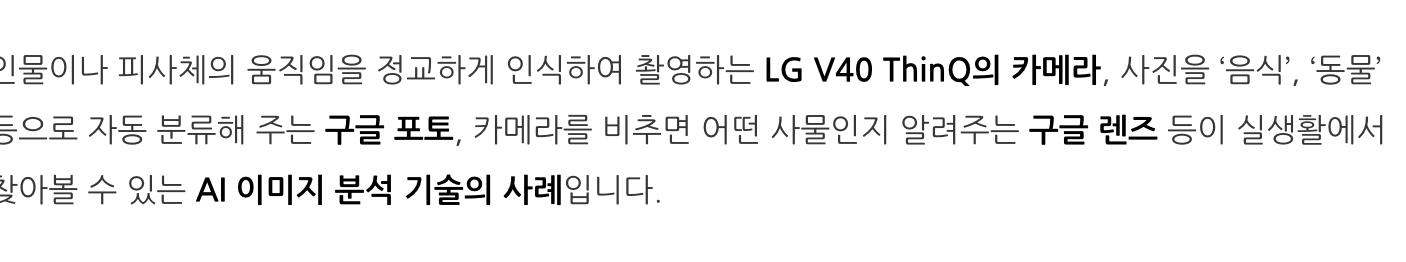 인물이나 피사체의 움직임을 정교하게 인식하여 촬영하는 LG V40 ThinQ의 카메라, 사진을 ‘음식’, ‘동물’
등으로 자동 분류해 주는 구글 포토, 카메라를 비추면 어떤 사물인지 알려주는 구글 렌즈 등이 실생활에서
찾아볼 수 있는 AI 이미지 분석 기술의 사례입니다.